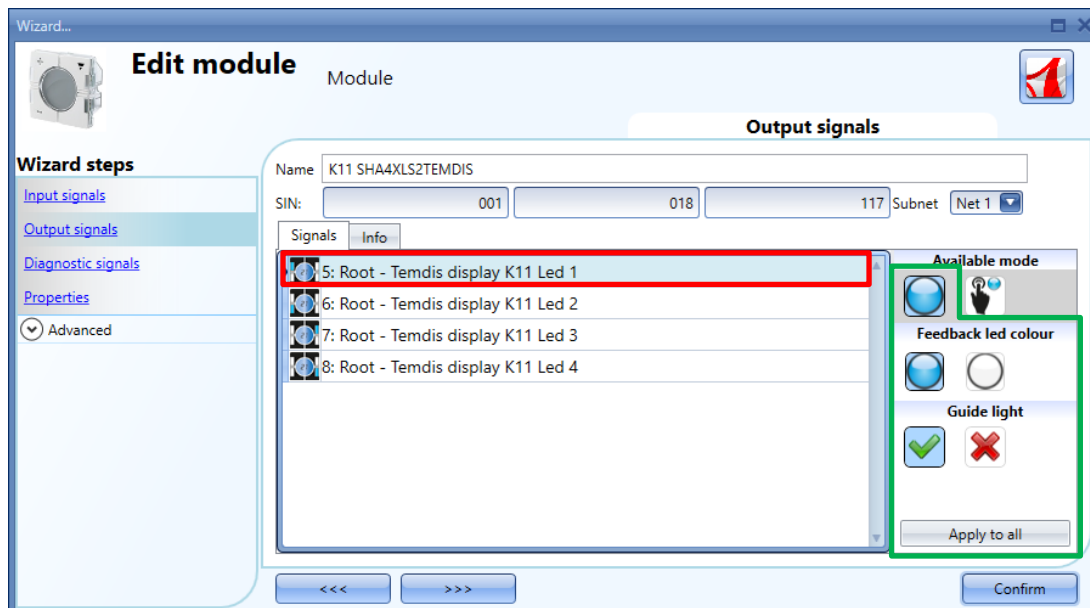 Wizard...
Edit module
Module
Output signals
Wizard steps
Input signals
Output signals
Diagnostic signals
Properties
Advanced
Name K11 SHA4XLS2TEMDIS
SIN: 001 018 117 Subnet Net 1
Signals Info
5: Root - Temdis display K11 Led 1
6: Root - Temdis display K11 Led 2
7: Root - Temdis display K11 Led 3
8: Root - Temdis display K11 Led 4
Available mode
Feedback led colour
Guide light
Apply to all
<<< >>> Confirm